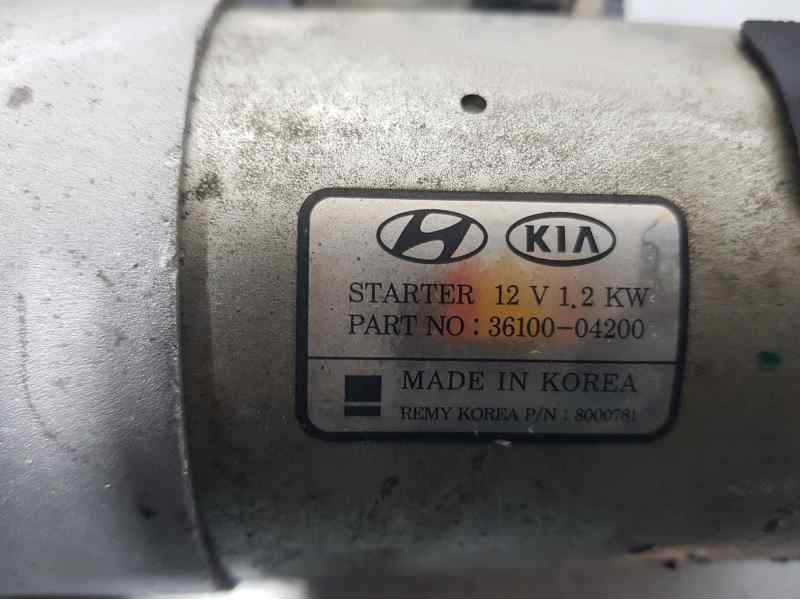 KIA
STARTER 12 V 1.2 KW
PART NO : 36100-04200
MADE IN KOREA
REMY KOREA P/N : 8000781